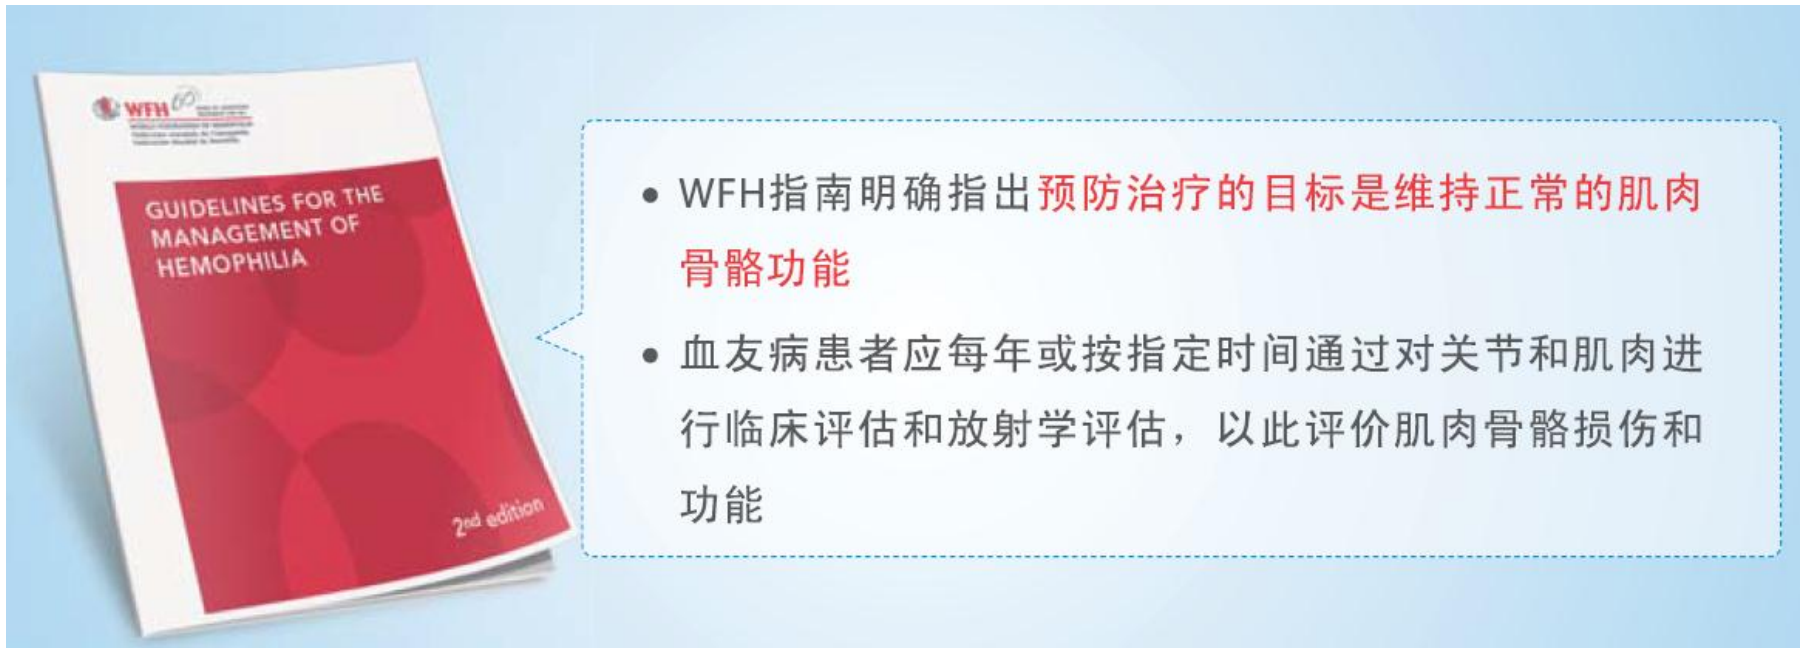 WFH
GUIDELINES FOR THE
MANAGEMENT OF
HEMOPHILIA
2nd edition
• WFH指南明确指出预防治疗的目标是维持正常的肌肉
骨骼功能
• 血友病患者应每年或按指定时间通过对关节和肌肉进
行临床评估和放射学评估，以此评价肌肉骨骼损伤和
功能